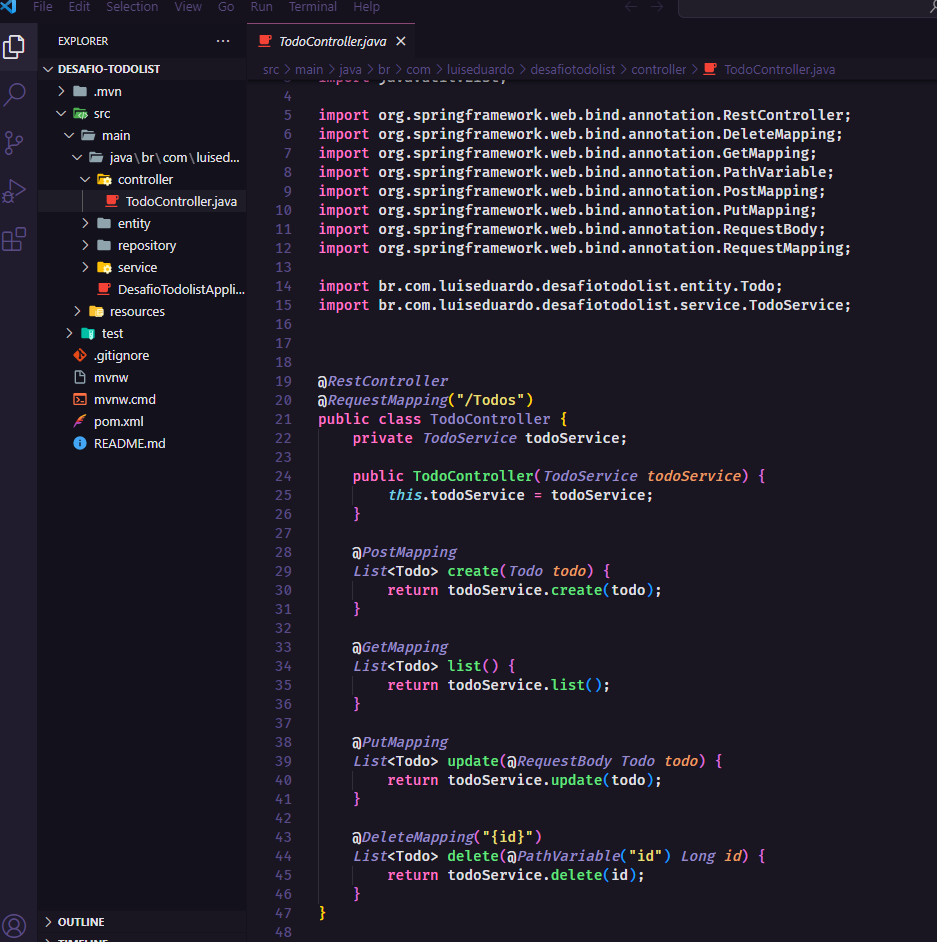 File Edit Selection View Go Run Terminal Help
EXPLORER ···
DESAFIO-TODOLIST
.mvn
src
main
java\br\com\luised...
controller
TodoController.java
entity
repository
service
DesafioTodolistAppli...
resources
test
.gitignore
mvnw
mvnw.cmd
pom.xml
README.md
OUTLINE
TIMELINE
TodoController.java
src > main > java > br > com > luiseduardo > desafiotodolist > controller > TodoController.java
import java.util.List;
4
5 import org.springframework.web.bind.annotation.RestController;
6 import org.springframework.web.bind.annotation.DeleteMapping;
7 import org.springframework.web.bind.annotation.GetMapping;
8 import org.springframework.web.bind.annotation.PathVariable;
9 import org.springframework.web.bind.annotation.PostMapping;
10 import org.springframework.web.bind.annotation.PutMapping;
11 import org.springframework.web.bind.annotation.RequestBody;
12 import org.springframework.web.bind.annotation.RequestMapping;
13
14 import br.com.luiseduardo.desafiotodolist.entity.Todo;
15 import br.com.luiseduardo.desafiotodolist.service.TodoService;
16
17
18
19 @RestController
20 @RequestMapping("/Todos")
21 public class TodoController {
22     private TodoService todoService;
23
24     public TodoController(TodoService todoService) {
25         this.todoService = todoService;
26     }
27
28     @PostMapping
29     List<Todo> create(Todo todo) {
30         return todoService.create(todo);
31     }
32
33     @GetMapping
34     List<Todo> list() {
35         return todoService.list();
36     }
37
38     @PutMapping
39     List<Todo> update(@RequestBody Todo todo) {
40         return todoService.update(todo);
41     }
42
43     @DeleteMapping("{id}")
44     List<Todo> delete(@PathVariable("id") Long id) {
45         return todoService.delete(id);
46     }
47 }
48